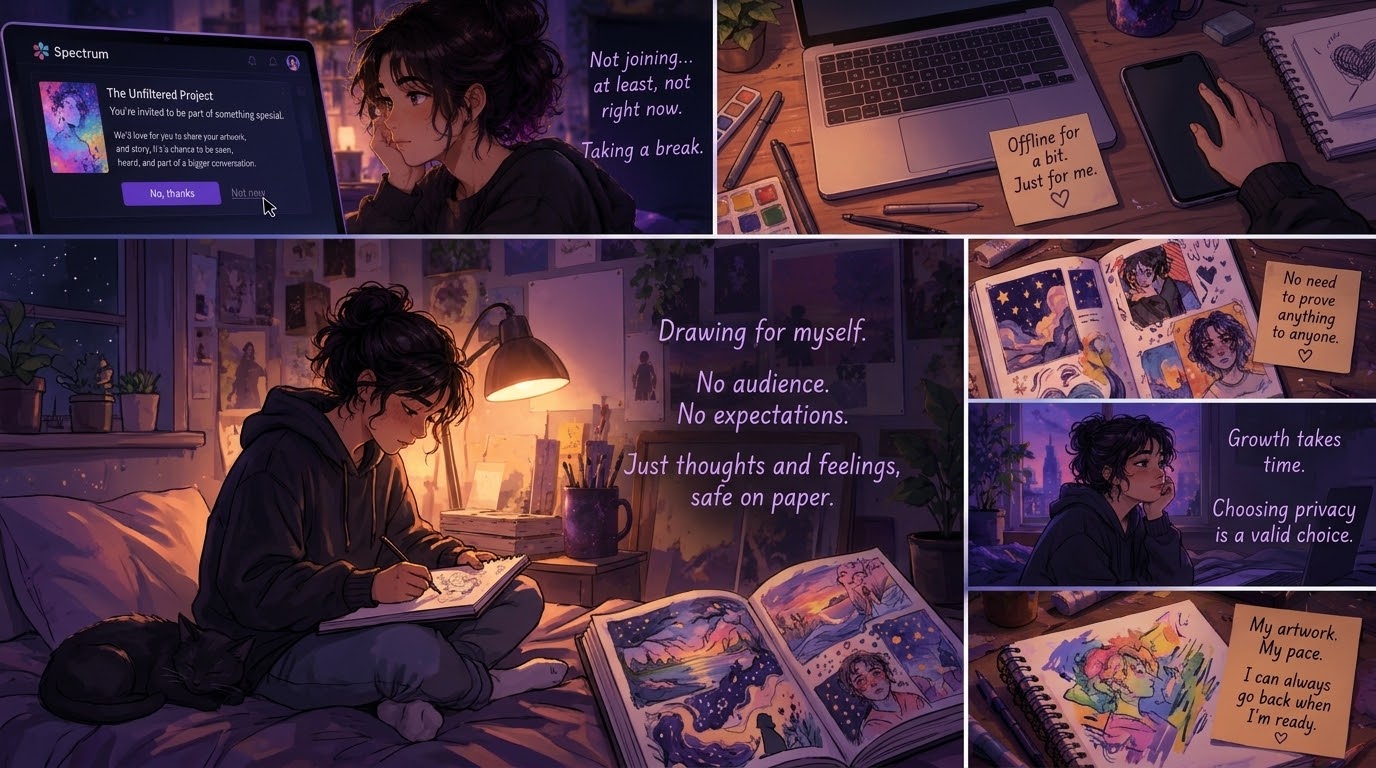 Spectrum
The Unfiltered Project
You're invited to be part of something spesial.
We'd love for you to share your artwork,
and story, It's a chance to be seen,
heard, and part of a bigger conversation.
No, thanks
Not now
Not joining...
at least, not
right now.
Taking a break.
Offline for
a bit.
Just for me.
Drawing for myself.
No audience.
No expectations.
Just thoughts and feelings,
safe on paper.
No need
to prove
anything
to anyone.
Growth takes
time.
Choosing privacy
is a valid choice.
My artwork.
My pace.
I can always
go back when
I'm ready.